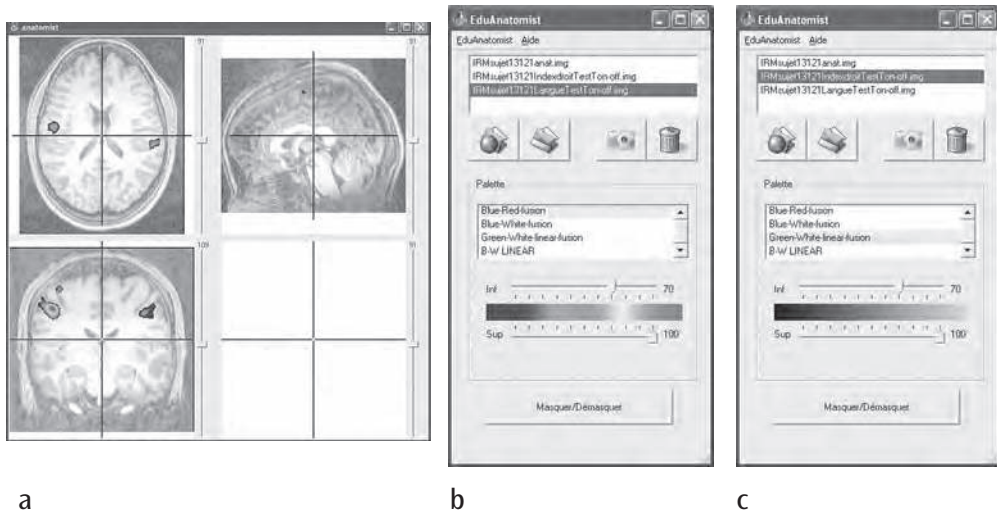 anatomist
91
91
109
91
a
EduAnatomist
EduAnatomist Aide
IRMsujet13121anat.img
IRMsujet13121IndexdroitTestTon-off.img
IRMsujet13121LangueTestTon-off.img
Palette
Blue-Red-fusion
Blue-White-fusion
Green-White-linear-fusion
B-W LINEAR
Inf 70
Sup 100
Masquer/Démasquer
b
EduAnatomist
EduAnatomist Aide
IRMsujet13121anat.img
IRMsujet13121IndexdroitTestTon-off.img
IRMsujet13121LangueTestTon-off.img
Palette
Blue-Red-fusion
Blue-White-fusion
Green-White-linear-fusion
B-W LINEAR
Inf 70
Sup 100
Masquer/Démasquer
c